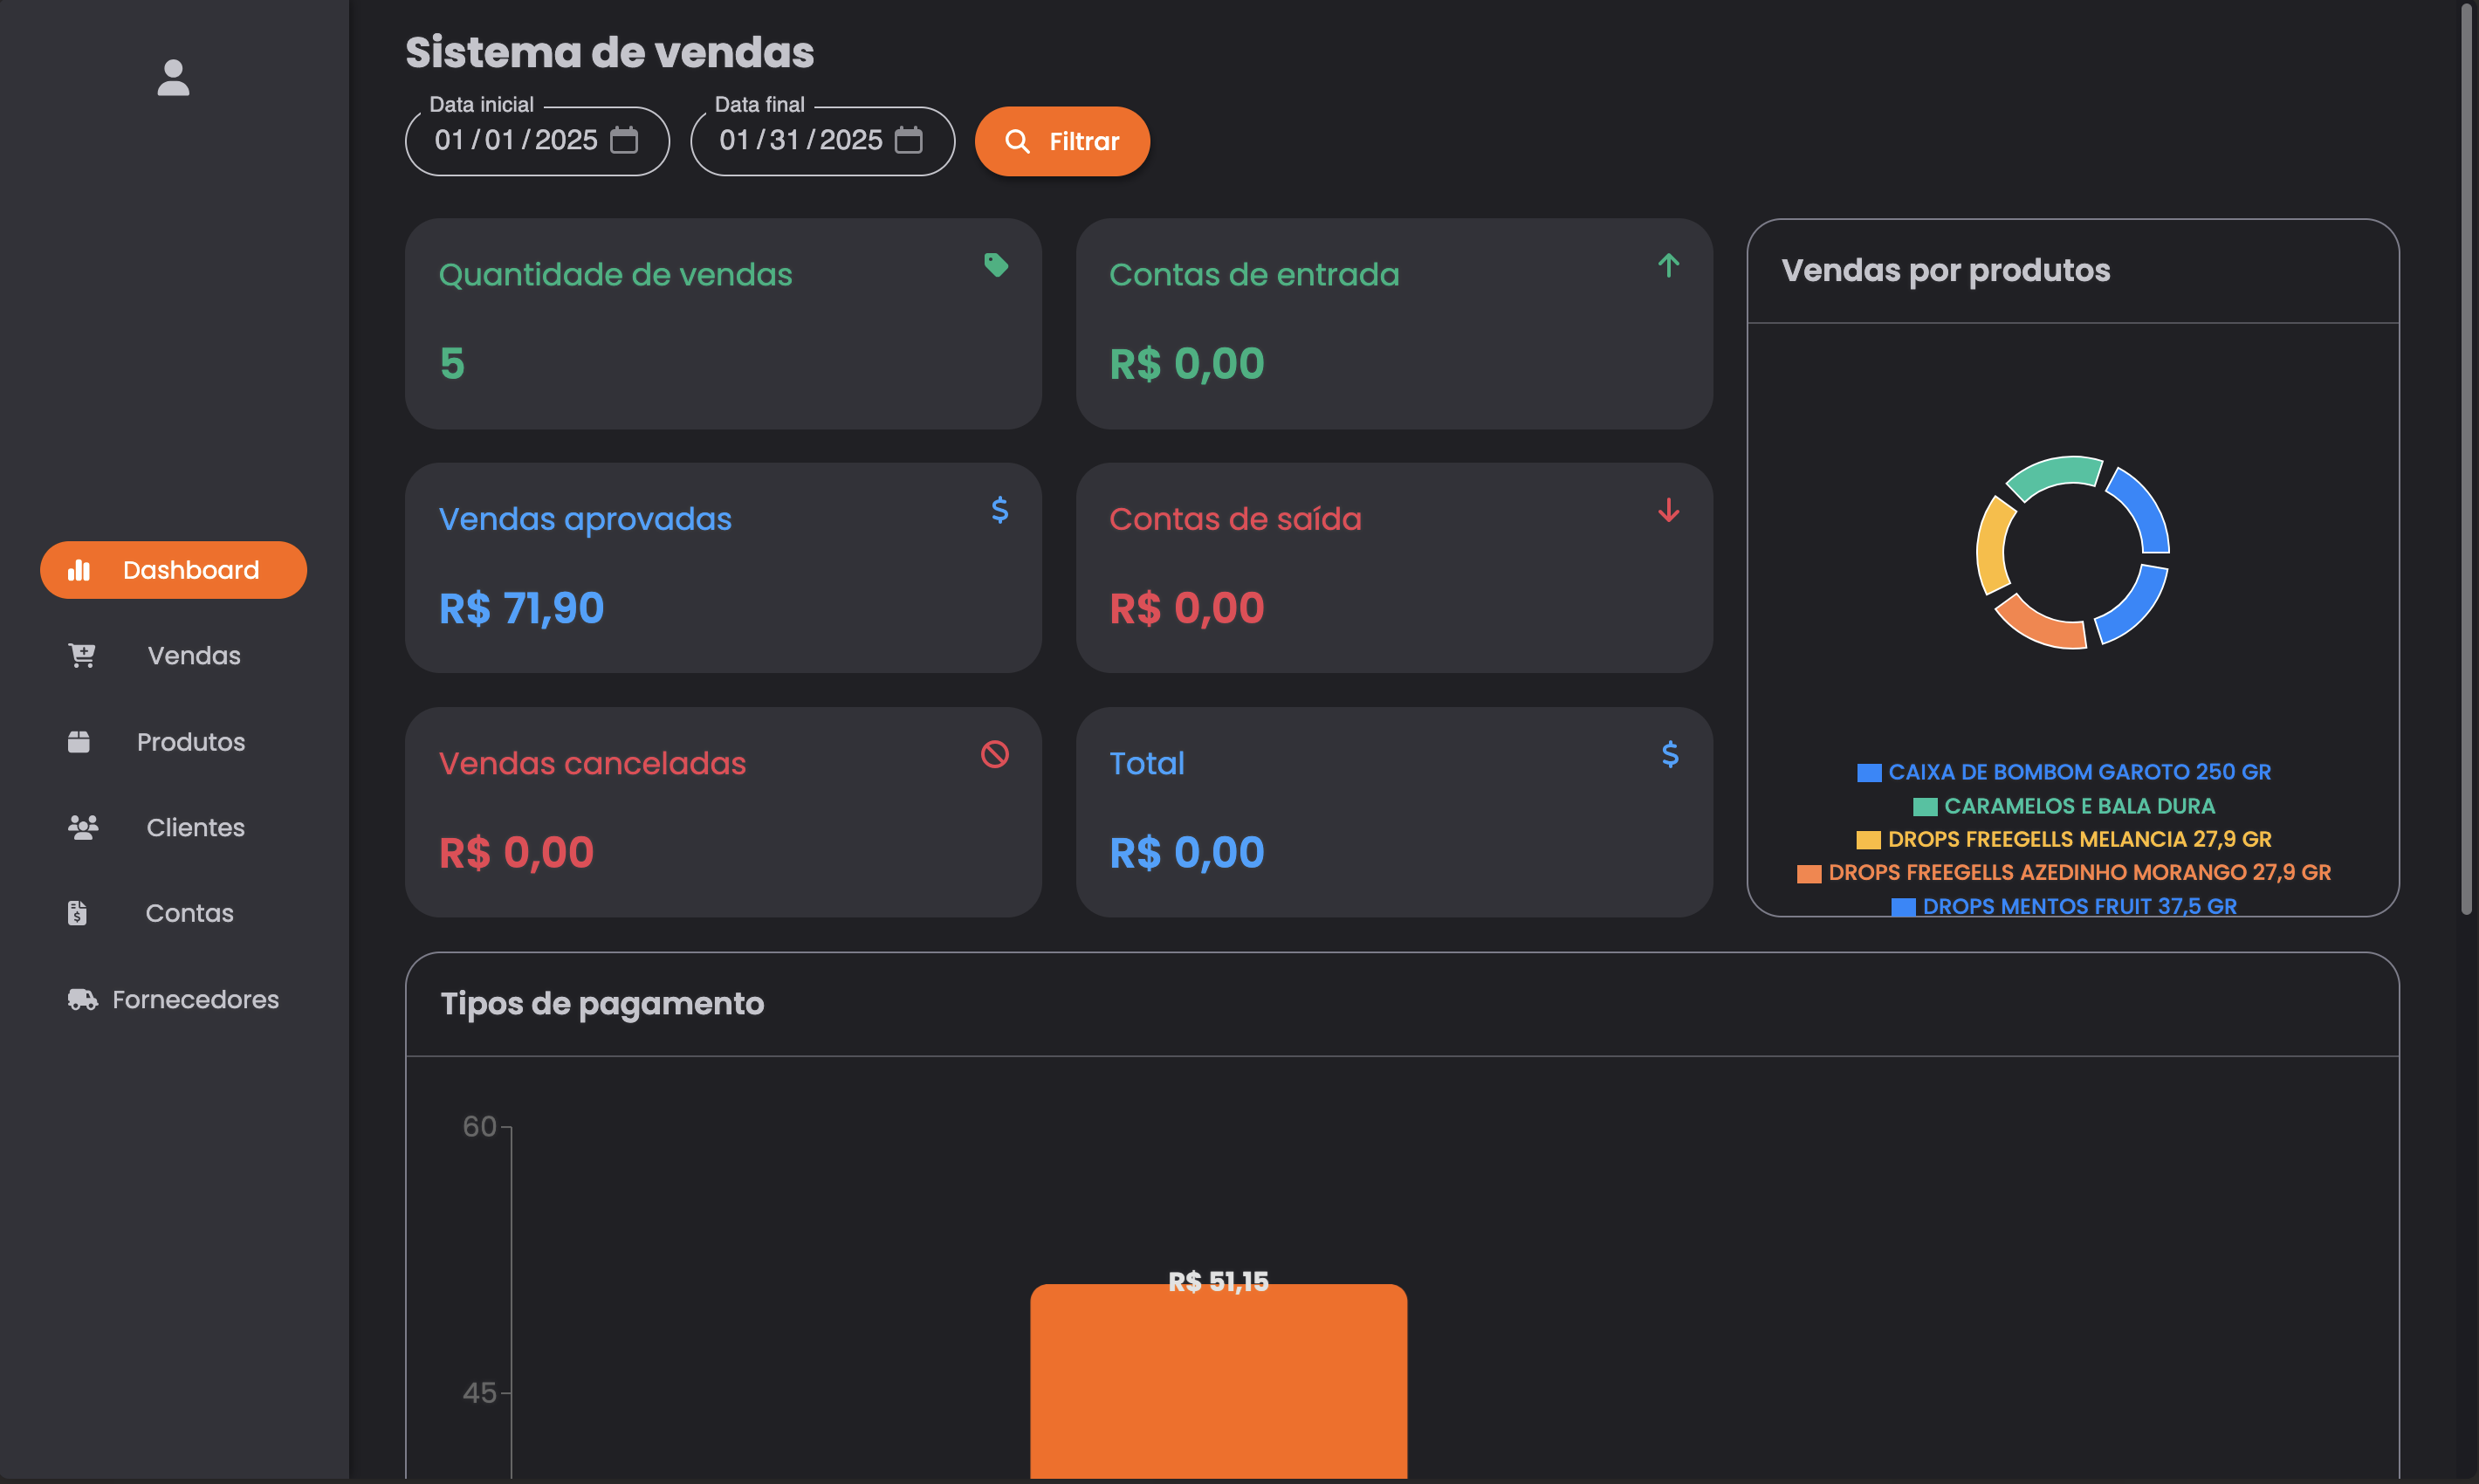 Sistema de vendas
Data inicial
01/01/2025
Data final
01/31/2025
Filtrar
Dashboard
Vendas
Produtos
Clientes
Contas
Fornecedores
Quantidade de vendas
5
Contas de entrada
R$ 0,00
Vendas aprovadas
R$ 71,90
Contas de saída
R$ 0,00
Vendas canceladas
R$ 0,00
Total
R$ 0,00
Vendas por produtos
CAIXA DE BOMBOM GAROTO 250 GR
CARAMELOS E BALA DURA
DROPS FREEGELLS MELANCIA 27,9 GR
DROPS FREEGELLS AZEDINHO MORANGO 27,9 GR
DROPS MENTOS FRUIT 37,5 GR
Tipos de pagamento
60
R$ 51,15
45